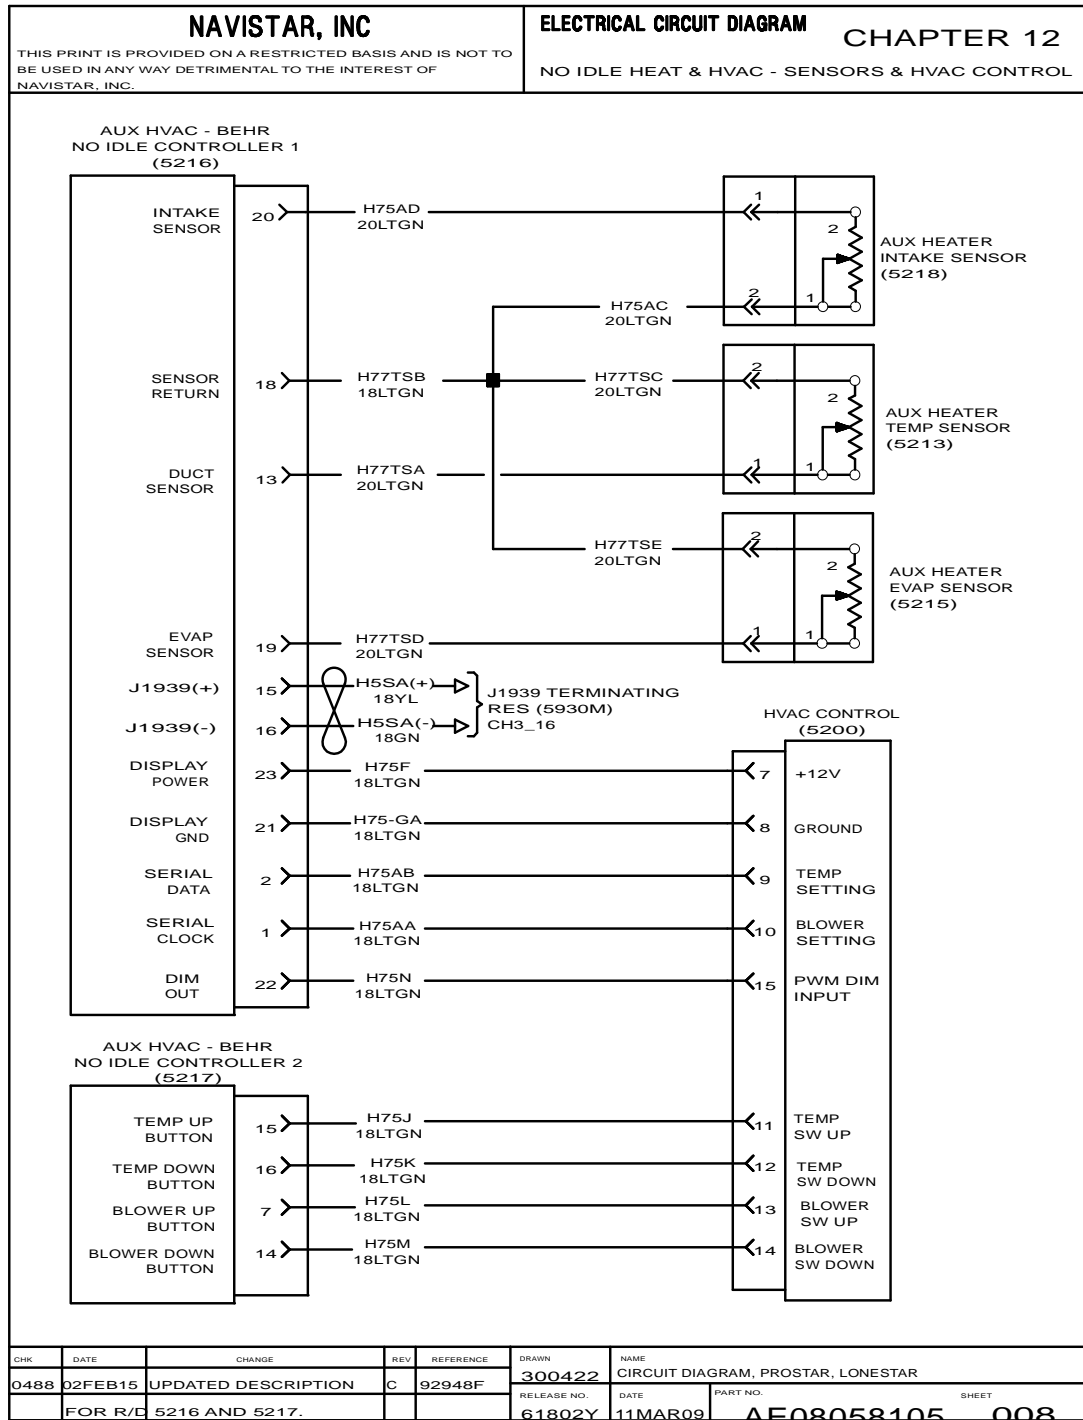 NAVISTAR, INC
THIS PRINT IS PROVIDED ON A RESTRICTED BASIS AND IS NOT TO
BE USED IN ANY WAY DETRIMENTAL TO THE INTEREST OF
NAVISTAR, INC.
ELECTRICAL CIRCUIT DIAGRAM
CHAPTER 12
NO IDLE HEAT & HVAC - SENSORS & HVAC CONTROL
AUX HVAC - BEHR
NO IDLE CONTROLLER 1
(5216)
INTAKE
SENSOR
20
H75AD
20LTGN
1
2
AUX HEATER
INTAKE SENSOR
(5218)
H75AC
20LTGN
2
1
SENSOR
RETURN
18
H77TSB
18LTGN
H77TSC
20LTGN
2
2
AUX HEATER
TEMP SENSOR
(5213)
DUCT
SENSOR
13
H77TSA
20LTGN
1
1
H77TSE
20LTGN
2
2
AUX HEATER
EVAP SENSOR
(5215)
EVAP
SENSOR
19
H77TSD
20LTGN
1
1
J1939(+)
15
H5SA(+)
18YL
J1939(-)
16
H5SA(-)
18GN
J1939 TERMINATING
RES (5930M)
CH3_16
HVAC CONTROL
(5200)
DISPLAY
POWER
23
H75F
18LTGN
7
+12V
DISPLAY
GND
21
H75-GA
18LTGN
8
GROUND
SERIAL
DATA
2
H75AB
18LTGN
9
TEMP
SETTING
SERIAL
CLOCK
1
H75AA
18LTGN
10
BLOWER
SETTING
DIM
OUT
22
H75N
18LTGN
15
PWM DIM
INPUT
AUX HVAC - BEHR
NO IDLE CONTROLLER 2
(5217)
TEMP UP
BUTTON
15
H75J
18LTGN
11
TEMP
SW UP
TEMP DOWN
BUTTON
16
H75K
18LTGN
12
TEMP
SW DOWN
BLOWER UP
BUTTON
7
H75L
18LTGN
13
BLOWER
SW UP
BLOWER DOWN
BUTTON
14
H75M
18LTGN
14
BLOWER
SW DOWN
CHK DATE CHANGE REV REFERENCE
0488 02FEB15 UPDATED DESCRIPTION C 92948F
FOR R/D 5216 AND 5217.
DRAWN
300422
NAME
CIRCUIT DIAGRAM, PROSTAR, LONESTAR
RELEASE NO.
61802Y
DATE
11MAR09
PART NO.
AE08058105
SHEET
008